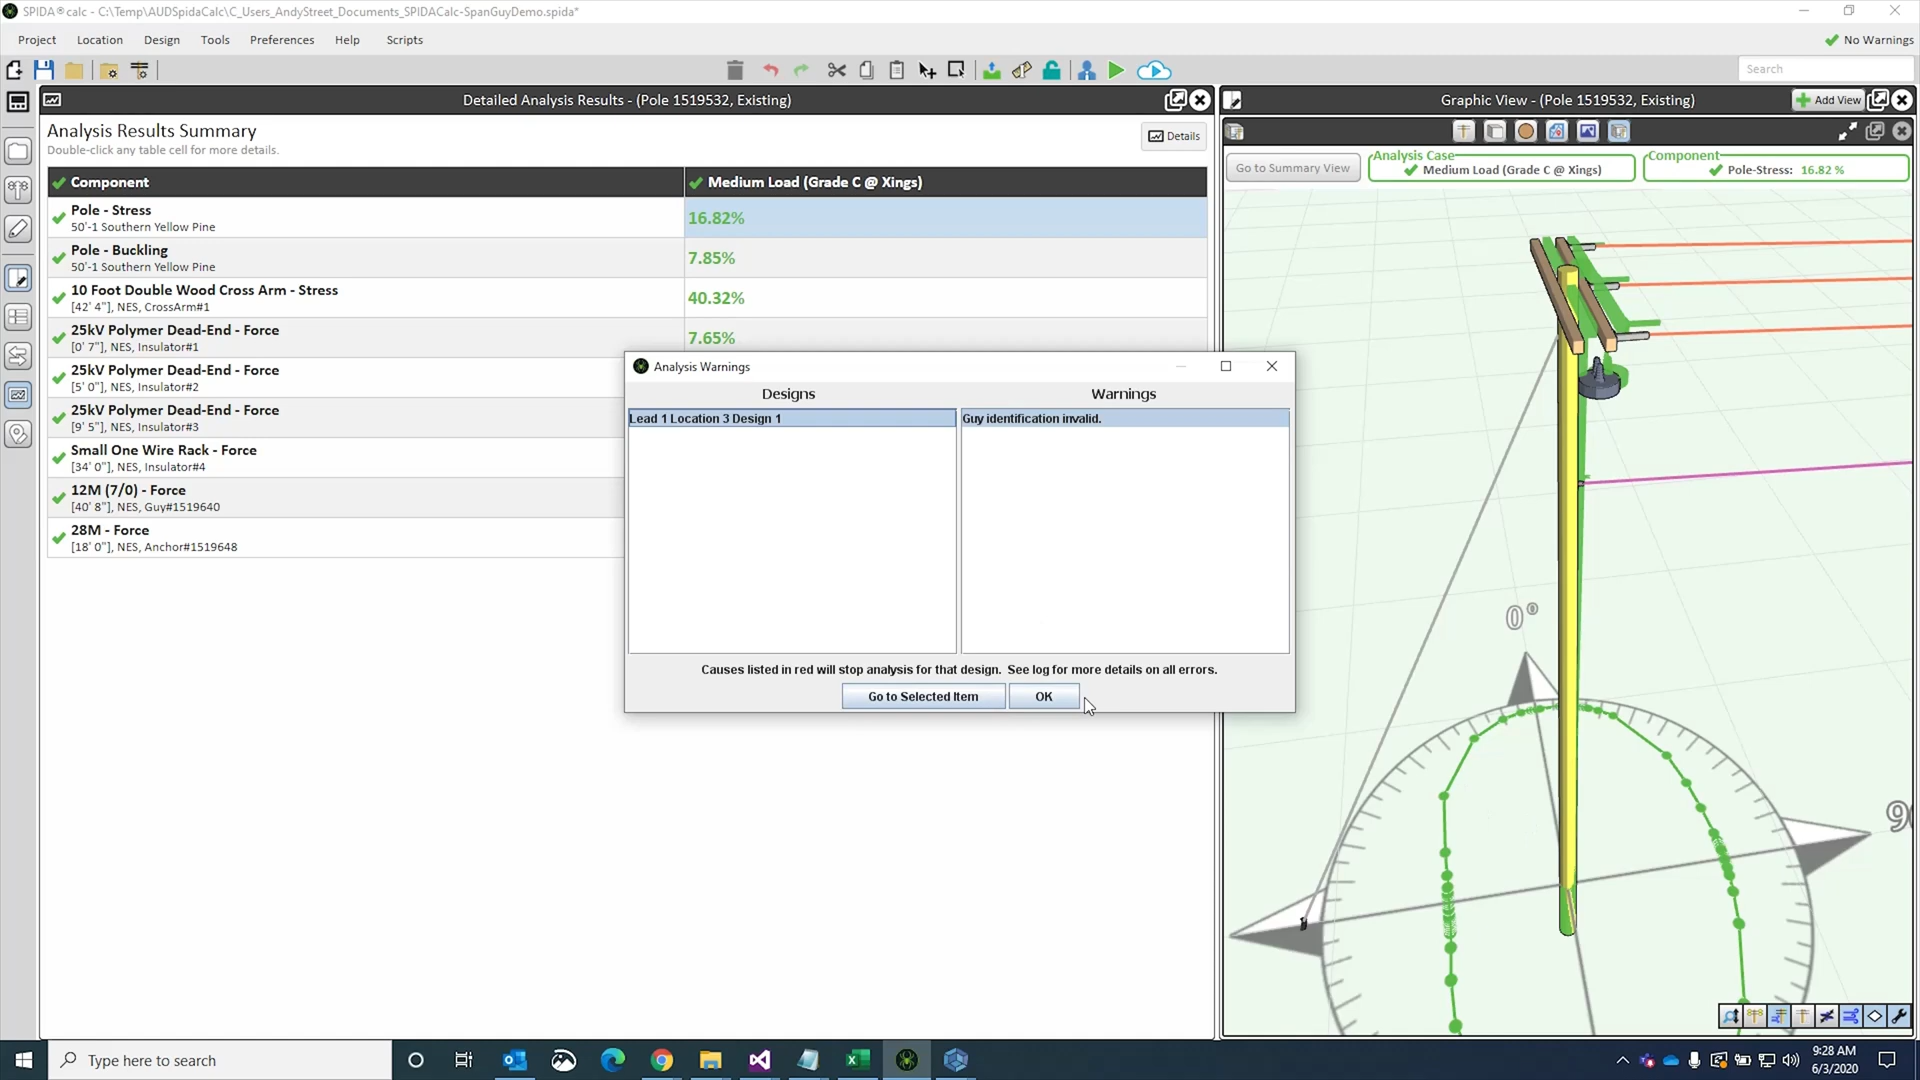 SPIDA®calc - C:\Temp\AUDSpidaCalc\C_Users_AndyStreet_Documents_SPIDACalc-SpanGuyDemo.spida*
Project Location Design Tools Preferences Help Scripts
No Warnings
Search
Detailed Analysis Results - (Pole 1519532, Existing)
Analysis Results Summary
Double-click any table cell for more details.
Details
Component Medium Load (Grade C @ Xings)
Pole - Stress
50'-1 Southern Yellow Pine
16.82%
Pole - Buckling
50'-1 Southern Yellow Pine
7.85%
10 Foot Double Wood Cross Arm - Stress
[42' 4"], NES, CrossArm#1
40.32%
25kV Polymer Dead-End - Force
[0' 7"], NES, Insulator#1
7.65%
25kV Polymer Dead-End - Force
[5' 0"], NES, Insulator#2
25kV Polymer Dead-End - Force
[9' 5"], NES, Insulator#3
Small One Wire Rack - Force
[34' 0"], NES, Insulator#4
12M (7/0) - Force
[40' 8"], NES, Guy#1519640
28M - Force
[18' 0"], NES, Anchor#1519648
Analysis Warnings
Designs Warnings
Lead 1 Location 3 Design 1 Guy identification invalid.
Causes listed in red will stop analysis for that design. See log for more details on all errors.
Go to Selected Item OK
Graphic View - (Pole 1519532, Existing)
Add View
Go to Summary View
Analysis Case
Medium Load (Grade C @ Xings)
Component
Pole-Stress: 16.82 %
0°
9
Type here to search
9:28 AM
6/3/2020